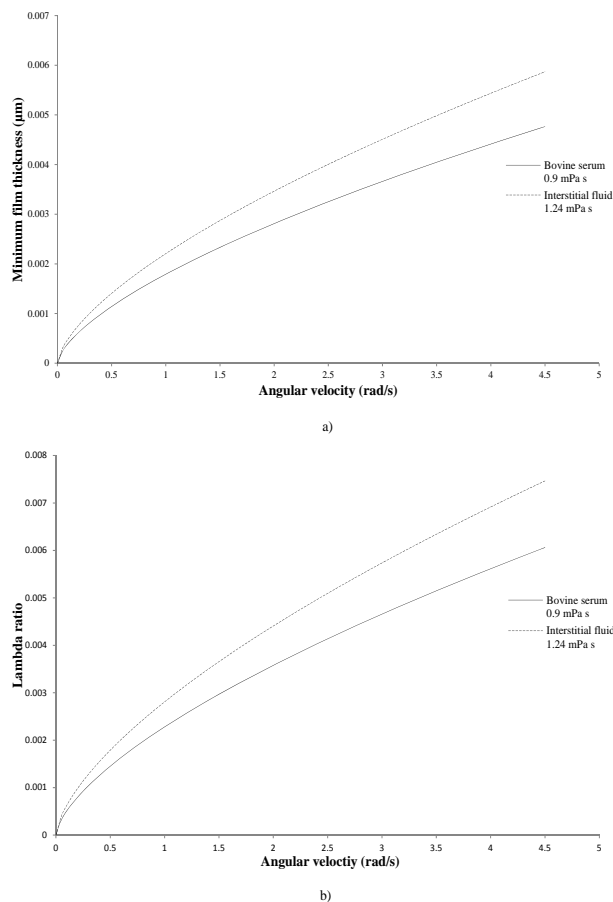 0.007
0.006
0.005
0.004
0.003
0.002
0.001
0
Minimum film thickness (µm)
0 0.5 1 1.5 2 2.5 3 3.5 4 4.5 5
Angular velocity (rad/s)
Bovine serum
0.9 mPa s
Interstitial fluid
1.24 mPa s
a)
0.008
0.007
0.006
0.005
0.004
0.003
0.002
0.001
0
Lambda ratio
0 0.5 1 1.5 2 2.5 3 3.5 4 4.5 5
Angular veloctiy (rad/s)
Bovine serum
0.9 mPa s
Interstitial fluid
1.24 mPa s
b)